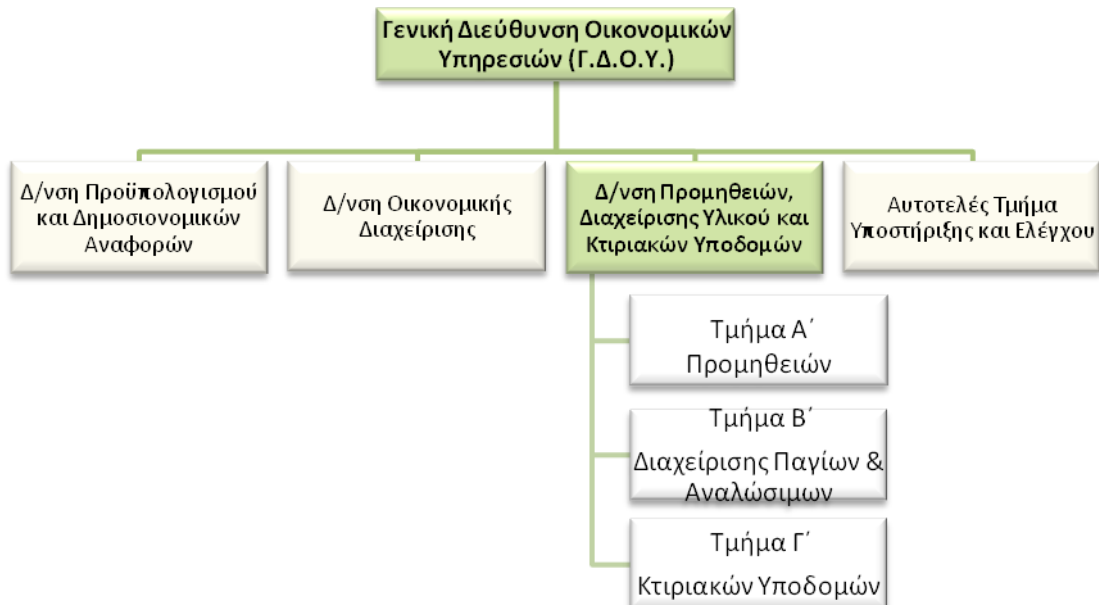 Γενική Διεύθυνση Οικονομικών
Υπηρεσιών (Γ.Δ.Ο.Υ.)
Δ/νση Προϋπολογισμού
και Δημοσιονομικών
Αναφορών
Δ/νση Οικονομικής
Διαχείρισης
Δ/νση Προμηθειών,
Διαχείρισης Υλικού και
Κτιριακών Υποδομών
Αυτοτελές Τμήμα
Υποστήριξης και Ελέγχου
Τμήμα Α΄
Προμηθειών
Τμήμα Β΄
Διαχείρισης Παγίων &
Αναλώσιμων
Τμήμα Γ΄
Κτιριακών Υποδομών